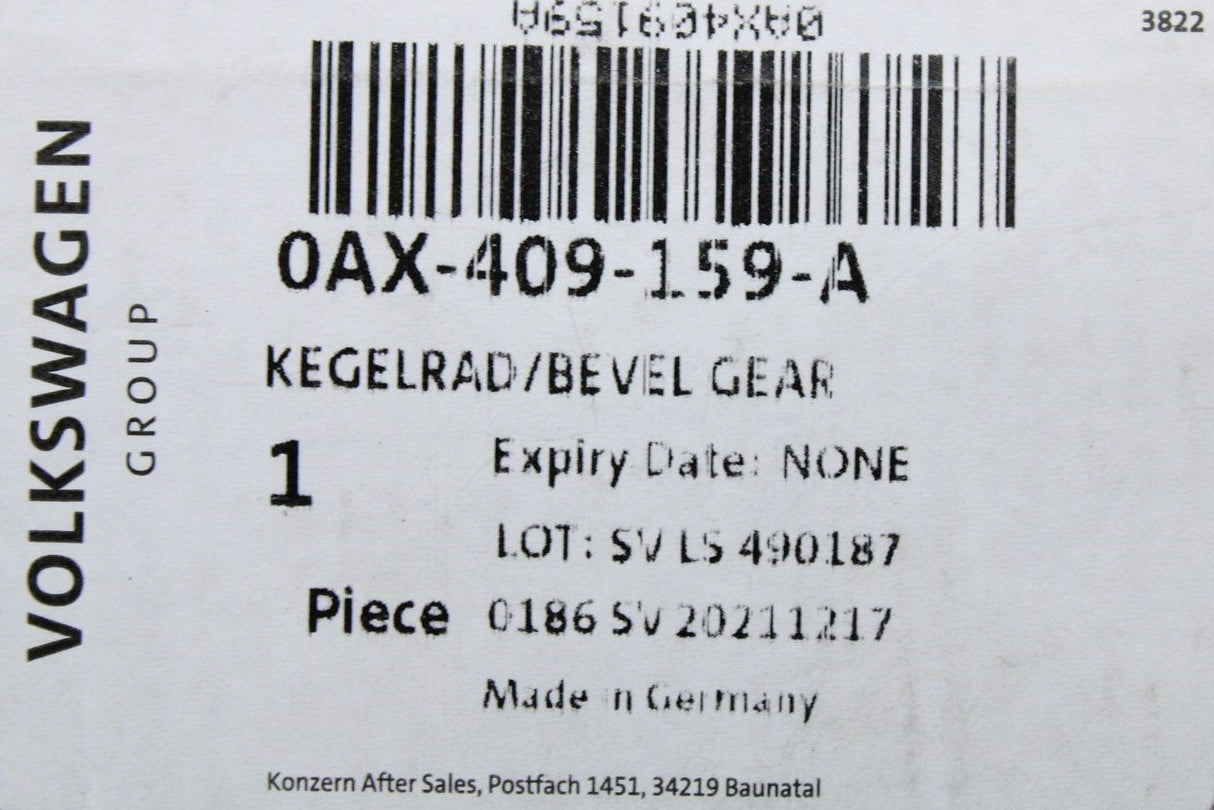 0AX409159A
3822
0AX-409-159-A
KEGELRAD/BEVEL GEAR
1
Expiry Date: NONE
LOT: SV LS 490187
Piece
0186 SV 20211217
Made in Germany
Konzern After Sales, Postfach 1451, 34219 Baunatal
VOLKSWAGEN
GROUP